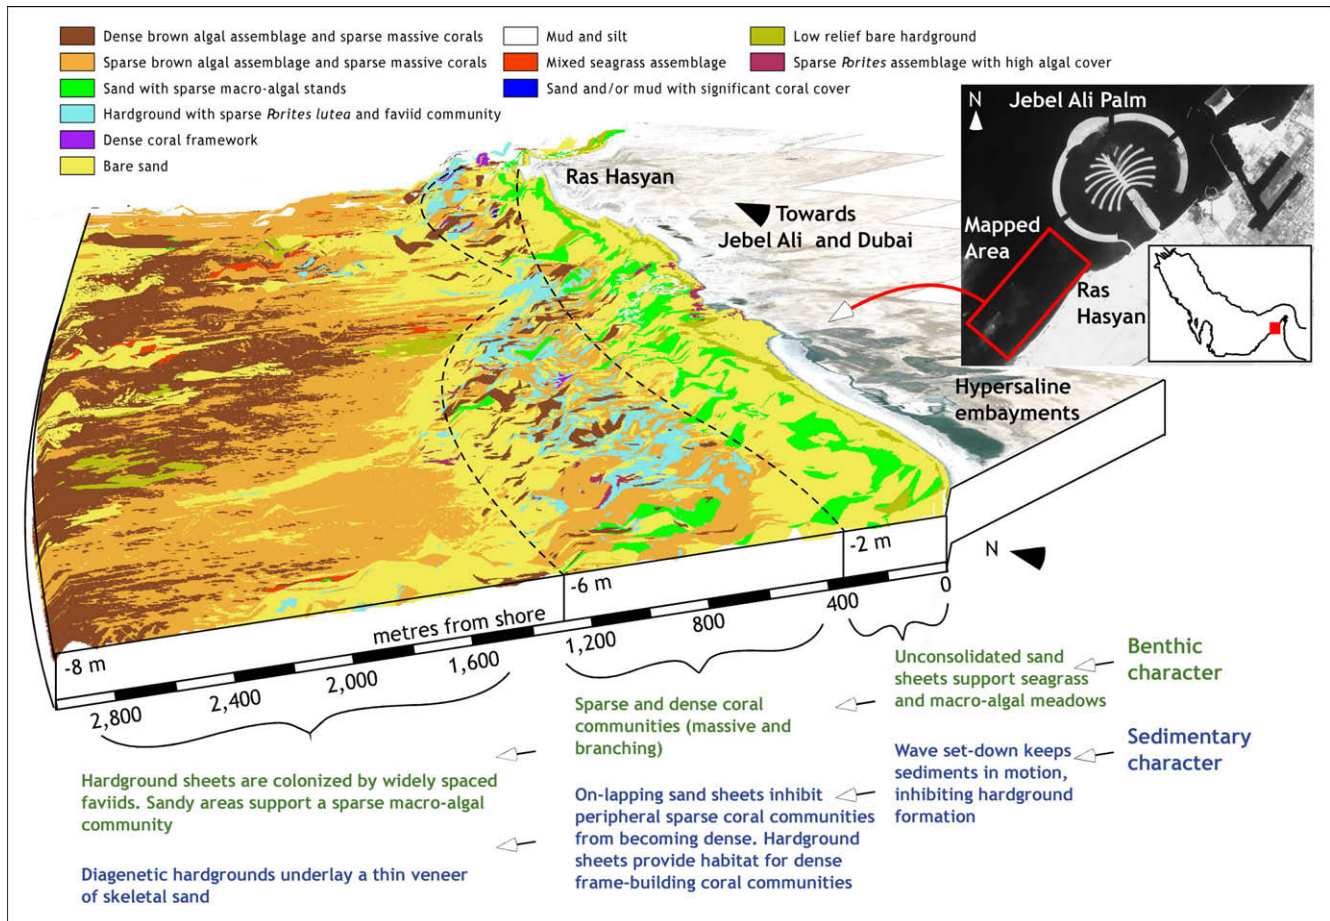 Dense brown algal assemblage and sparse massive corals
Sparse brown algal assemblage and sparse massive corals
Sand with sparse macro-algal stands
Hardground with sparse Porites lutea and faviid community
Dense coral framework
Bare sand
Mud and silt
Mixed seagrass assemblage
Sand and/or mud with significant coral cover
Low relief bare hardground
Sparse Porites assemblage with high algal cover
N
Jebel Ali Palm
Mapped
Area
Ras
Hasyan
Ras Hasyan
Towards
Jebel Ali and Dubai
Hypersaline
embayments
N
-2 m
-6 m
-8 m
metres from shore
0
400
800
1,200
1,600
2,000
2,400
2,800
Unconsolidated sand
sheets support seagrass
and macro-algal meadows
Benthic
character
Sparse and dense coral
communities (massive and
branching)
Hardground sheets are colonized by widely spaced
faviids. Sandy areas support a sparse macro-algal
community
Wave set-down keeps
sediments in motion,
inhibiting hardground
formation
Sedimentary
character
On-lapping sand sheets inhibit
peripheral sparse coral communities
from becoming dense. Hardground
sheets provide habitat for dense
frame-building coral communities
Diagenetic hardgrounds underlay a thin veneer
of skeletal sand